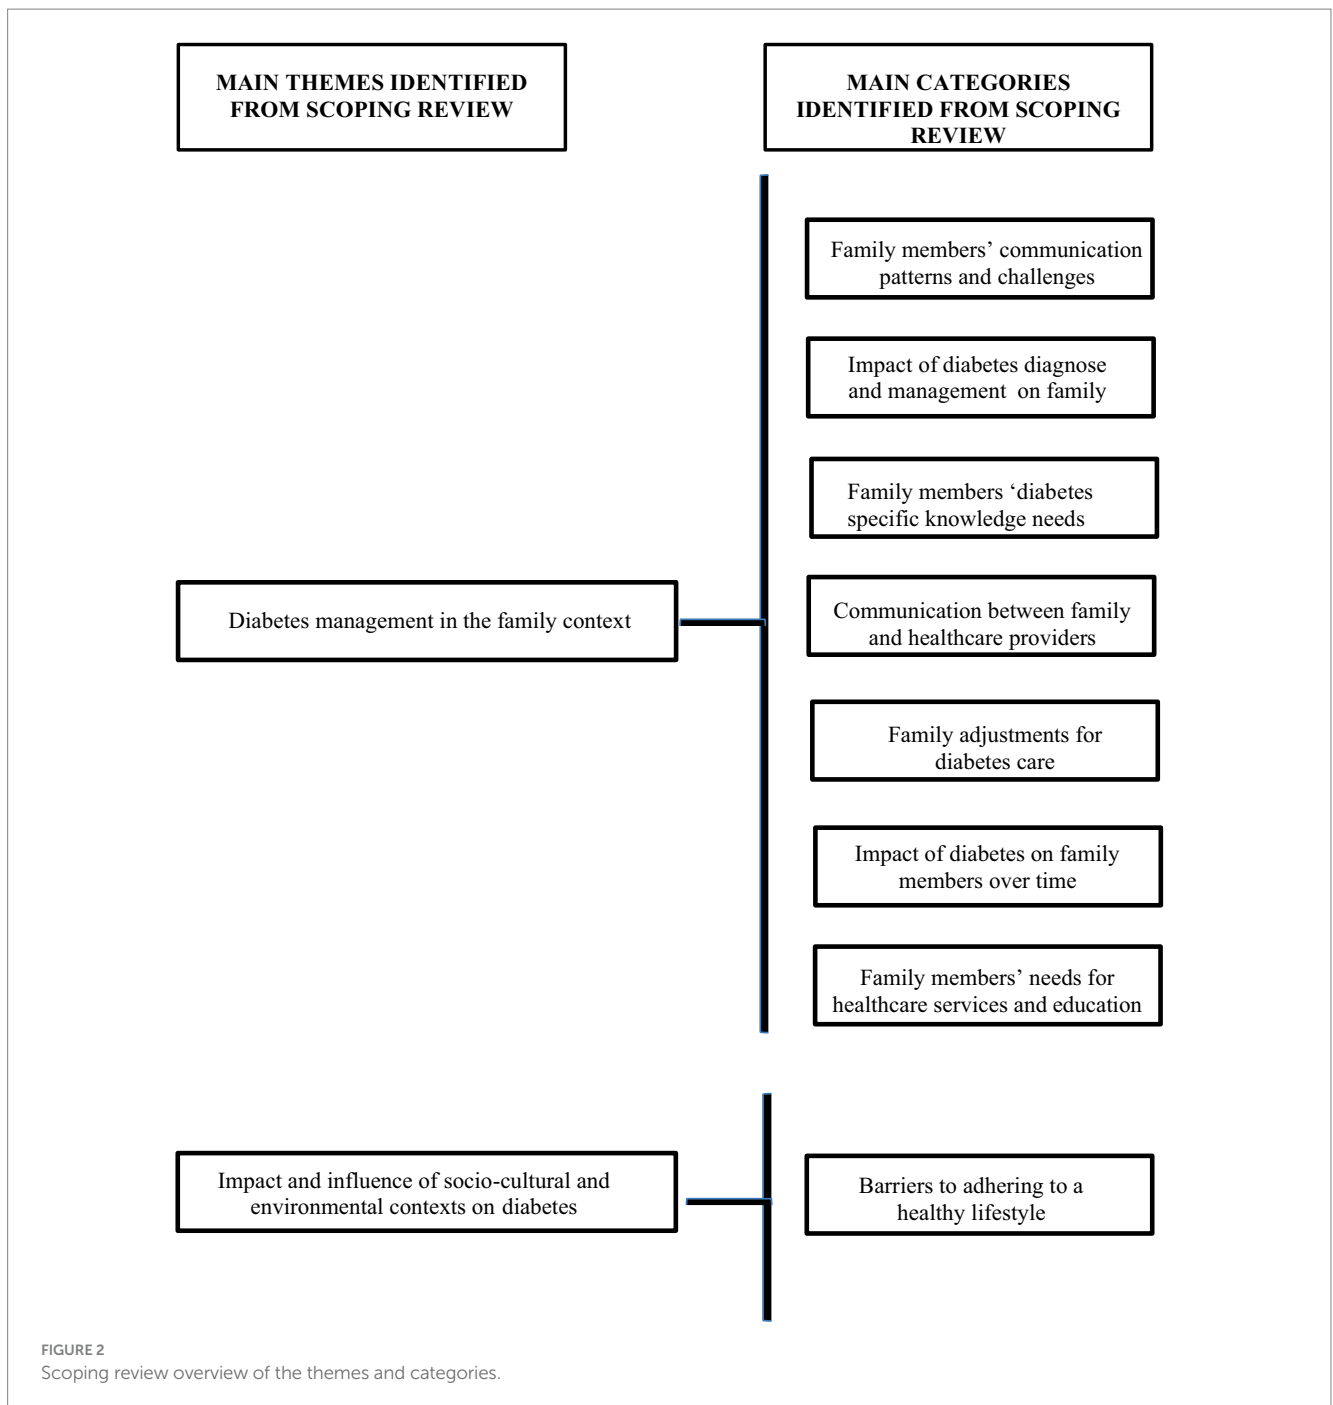 MAIN THEMES IDENTIFIED
FROM SCOPING REVIEW
MAIN CATEGORIES
IDENTIFIED FROM SCOPING
REVIEW
Family members’ communication
patterns and challenges
Impact of diabetes diagnose
and management on family
Family members ‘diabetes
specific knowledge needs
Diabetes management in the family context
Communication between family
and healthcare providers
Family adjustments for
diabetes care
Impact of diabetes on family
members over time
Family members’ needs for
healthcare services and education
Impact and influence of socio-cultural and
environmental contexts on diabetes
Barriers to adhering to a
healthy lifestyle
FIGURE 2
Scoping review overview of the themes and categories.